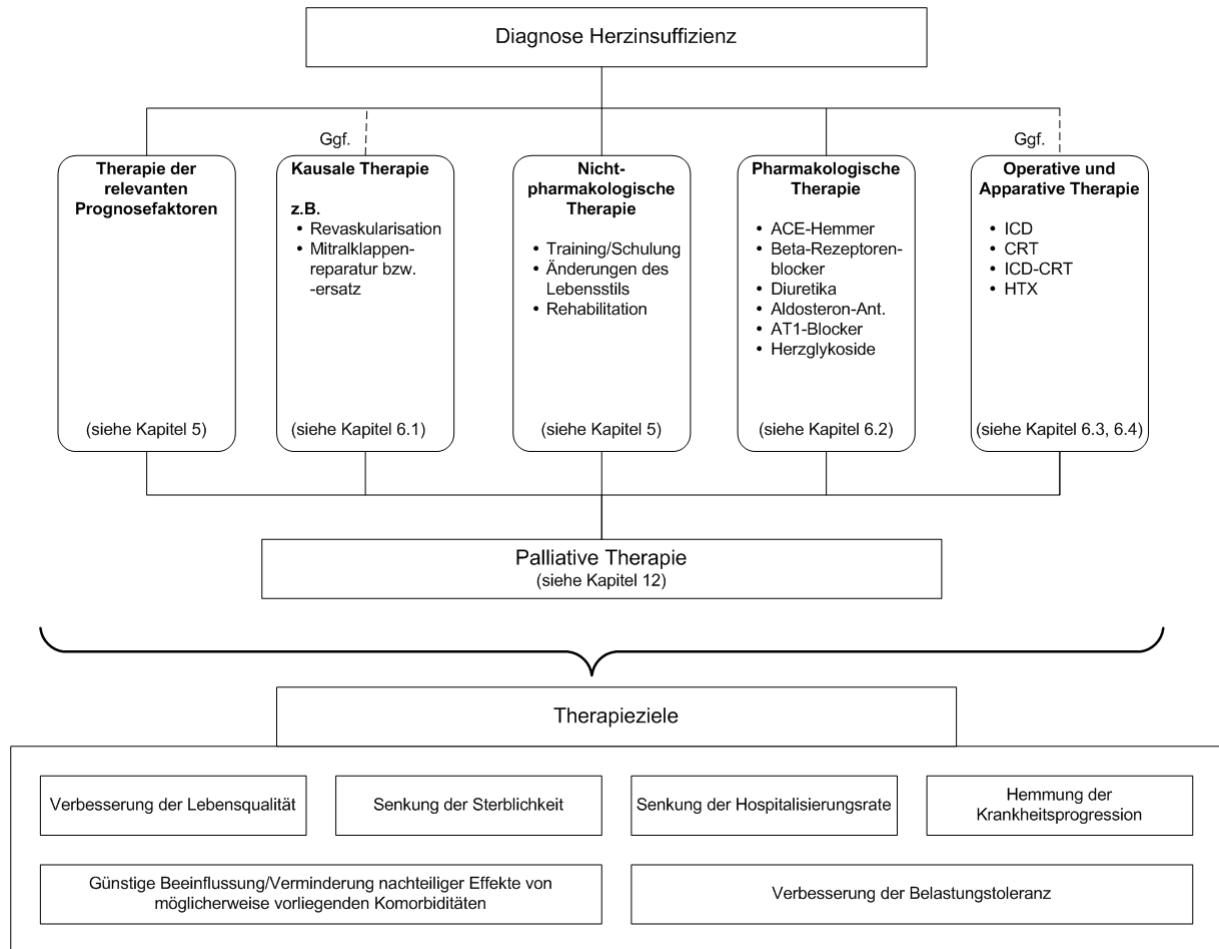 Diagnose Herzinsuffizienz
Ggf.
Ggf.
Therapie der
relevanten
Prognosefaktoren
(siehe Kapitel 5)
Kausale Therapie
z.B.
• Revaskularisation
• Mitralklappen-
reparatur bzw.
-ersatz
(siehe Kapitel 6.1)
Nicht-
pharmakologische
Therapie
• Training/Schulung
• Änderungen des
Lebensstils
• Rehabilitation
(siehe Kapitel 5)
Pharmakologische
Therapie
• ACE-Hemmer
• Beta-Rezeptoren-
blocker
• Diuretika
• Aldosteron-Ant.
• AT1-Blocker
• Herzglykoside
(siehe Kapitel 6.2)
Operative und
Apparative Therapie
• ICD
• CRT
• ICD-CRT
• HTX
(siehe Kapitel 6.3, 6.4)
Palliative Therapie
(siehe Kapitel 12)
Therapieziele
Verbesserung der Lebensqualität
Senkung der Sterblichkeit
Senkung der Hospitalisierungsrate
Hemmung der
Krankheitsprogression
Günstige Beeinflussung/Verminderung nachteiliger Effekte von
möglicherweise vorliegenden Komorbiditäten
Verbesserung der Belastungstoleranz